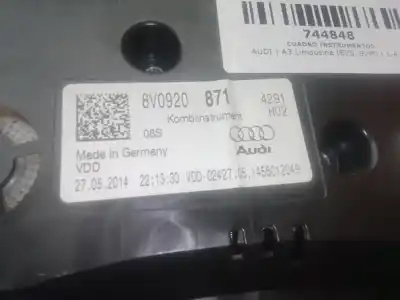 744848
CUADRO INSTRUMENTOS
AUDI A3 Limousine
8V0920 871 4291
Kombiinstrument H02
08S
Made in Germany Audi
VDD
27.05.2014 22:13:30 VDD-02427.05.1458012049